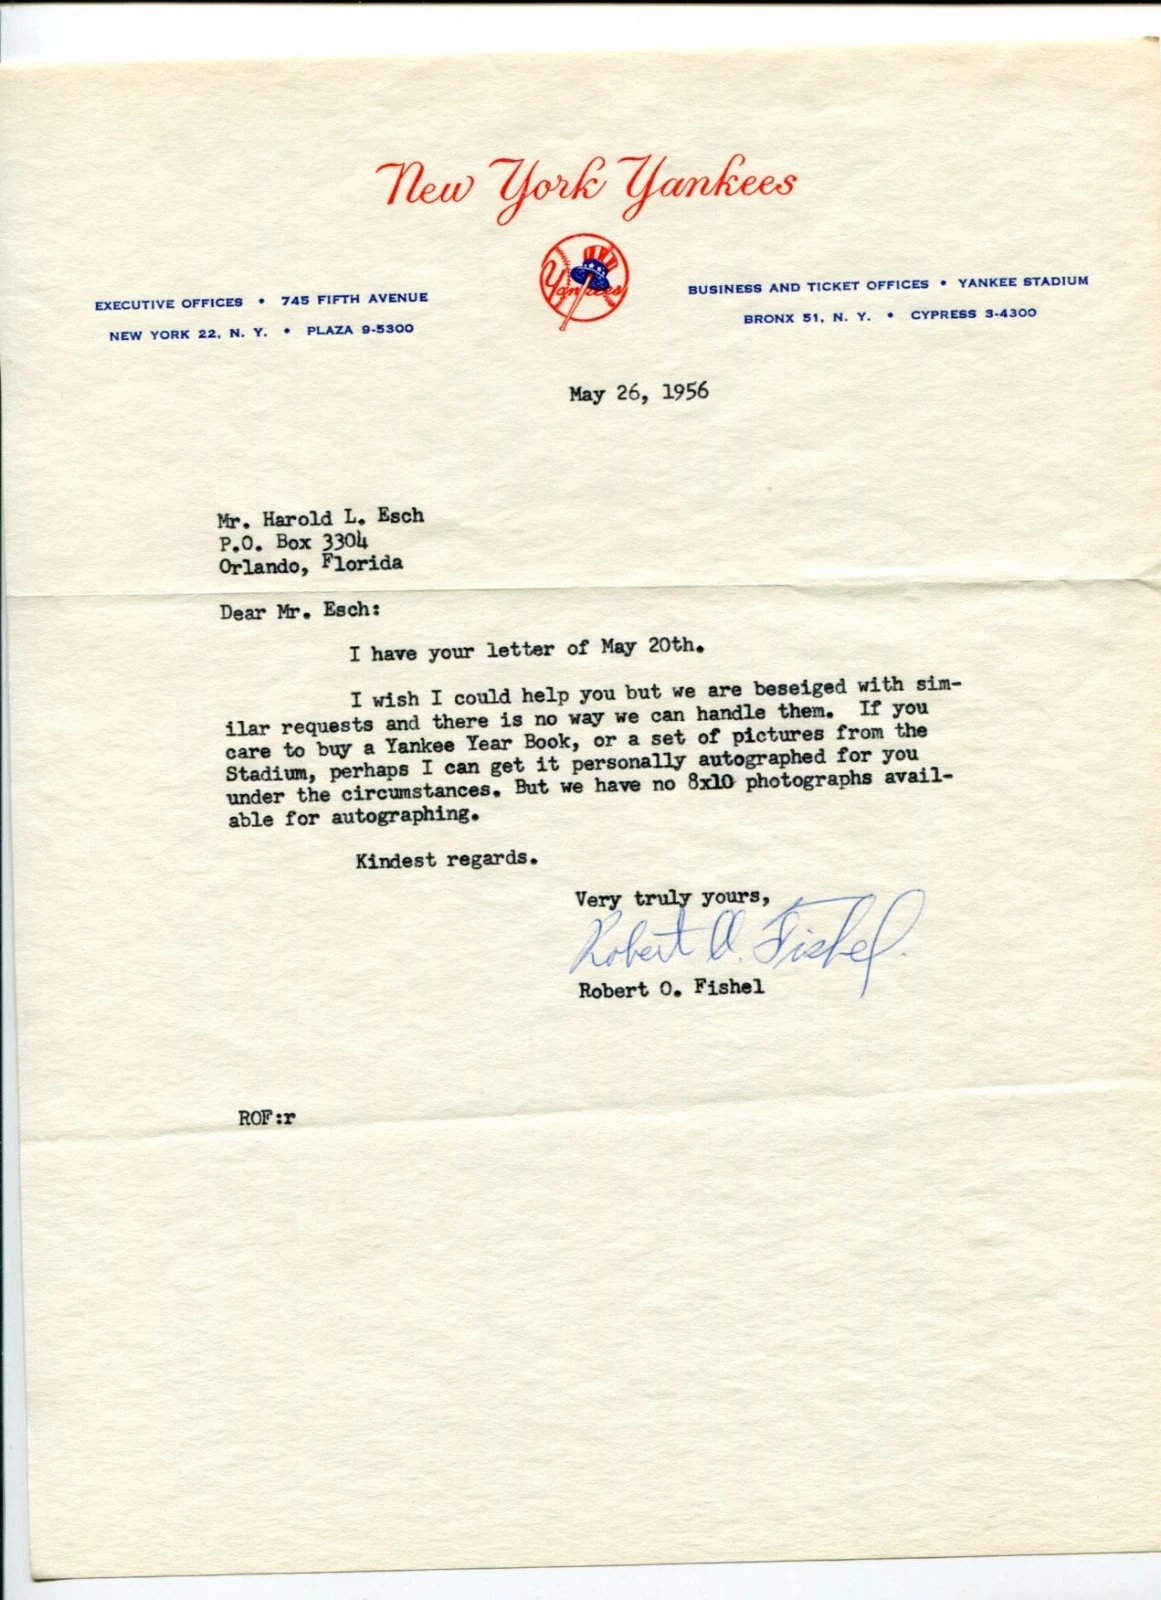 New York Yankees
Yankees
EXECUTIVE OFFICES • 745 FIFTH AVENUE
NEW YORK 22, N. Y. • PLAZA 9-5300
BUSINESS AND TICKET OFFICES • YANKEE STADIUM
BRONX 51, N. Y. • CYPRESS 3-4300
May 26, 1956
Mr. Harold L. Esch
P.O. Box 3304
Orlando, Florida
Dear Mr. Esch:
I have your letter of May 20th.
I wish I could help you but we are beseiged with sim-
ilar requests and there is no way we can handle them. If you
care to buy a Yankee Year Book, or a set of pictures from the
Stadium, perhaps I can get it personally autographed for you
under the circumstances. But we have no 8x10 photographs avail-
able for autographing.
Kindest regards.
Very truly yours,
Robert O. Fishel.
Robert O. Fishel
ROF:r